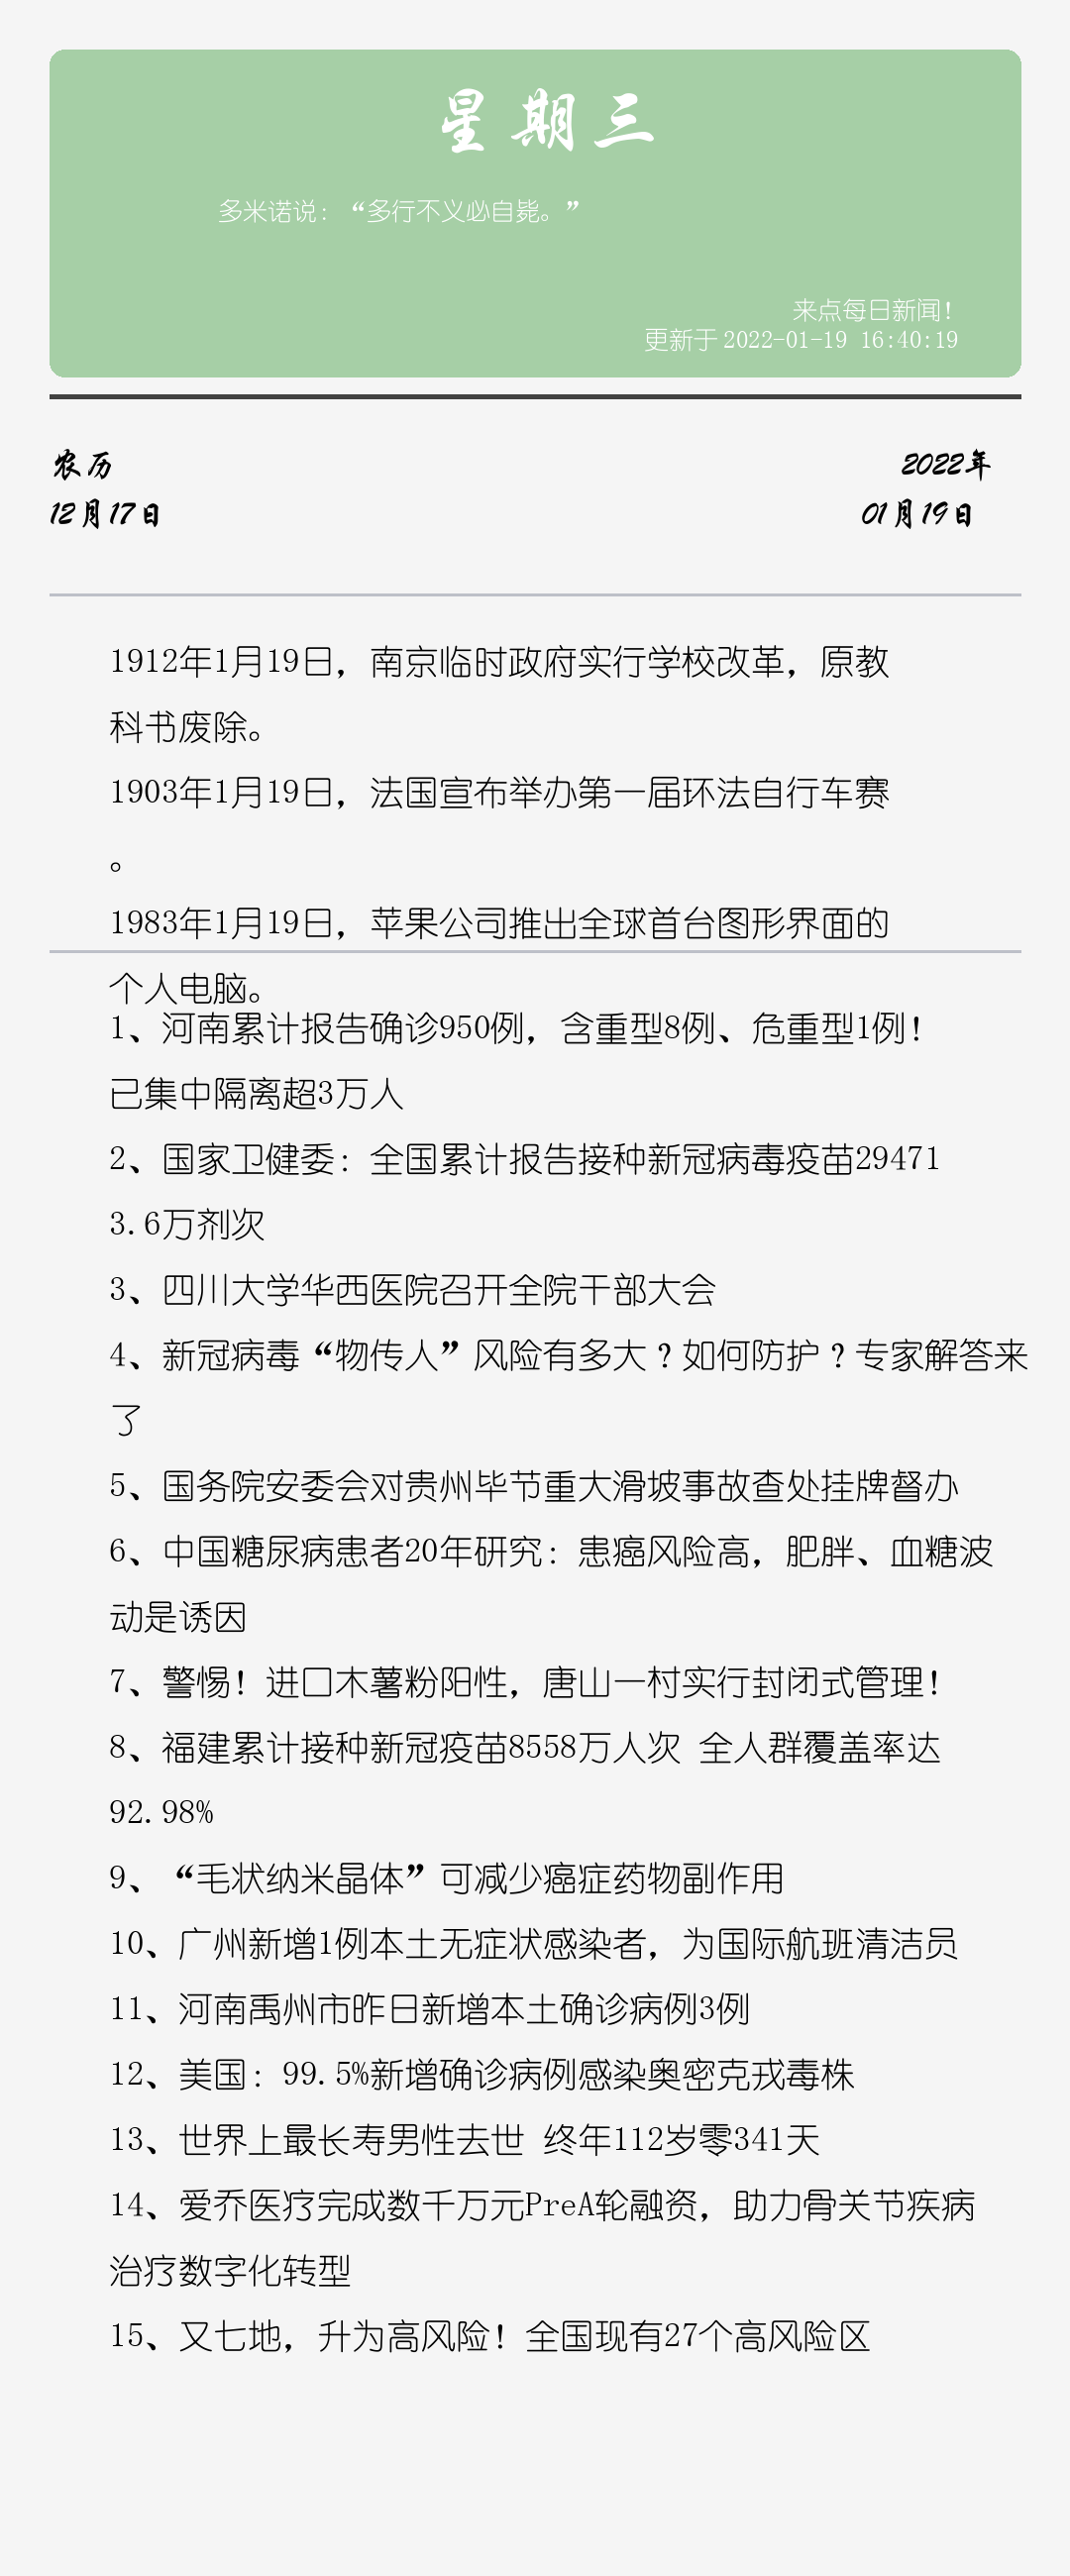 星期三
多米诺说：“多行不义必自毙。”
来点每日新闻！
更新于 2022-01-19 16:40:19
农历
2022年
12月17日
01月19日
1912年1月19日，南京临时政府实行学校改革，原教
科书废除。
1903年1月19日，法国宣布举办第一届环法自行车赛
。
1983年1月19日，苹果公司推出全球首台图形界面的
个人电脑。
1、河南累计报告确诊950例，含重型8例、危重型1例！
已集中隔离超3万人
2、国家卫健委：全国累计报告接种新冠病毒疫苗29471
3.6万剂次
3、四川大学华西医院召开全院干部大会
4、新冠病毒“物传人”风险有多大？如何防护？专家解答来
了
5、国务院安委会对贵州毕节重大滑坡事故查处挂牌督办
6、中国糖尿病患者20年研究：患癌风险高，肥胖、血糖波
动是诱因
7、警惕！进口木薯粉阳性，唐山一村实行封闭式管理！
8、福建累计接种新冠疫苗8558万人次 全人群覆盖率达
92.98%
9、“毛状纳米晶体”可减少癌症药物副作用
10、广州新增1例本土无症状感染者，为国际航班清洁员
11、河南禹州市昨日新增本土确诊病例3例
12、美国：99.5%新增确诊病例感染奥密克戎毒株
13、世界上最长寿男性去世 终年112岁零341天
14、爱乔医疗完成数千万元PreA轮融资，助力骨关节疾病
治疗数字化转型
15、又七地，升为高风险！全国现有27个高风险区